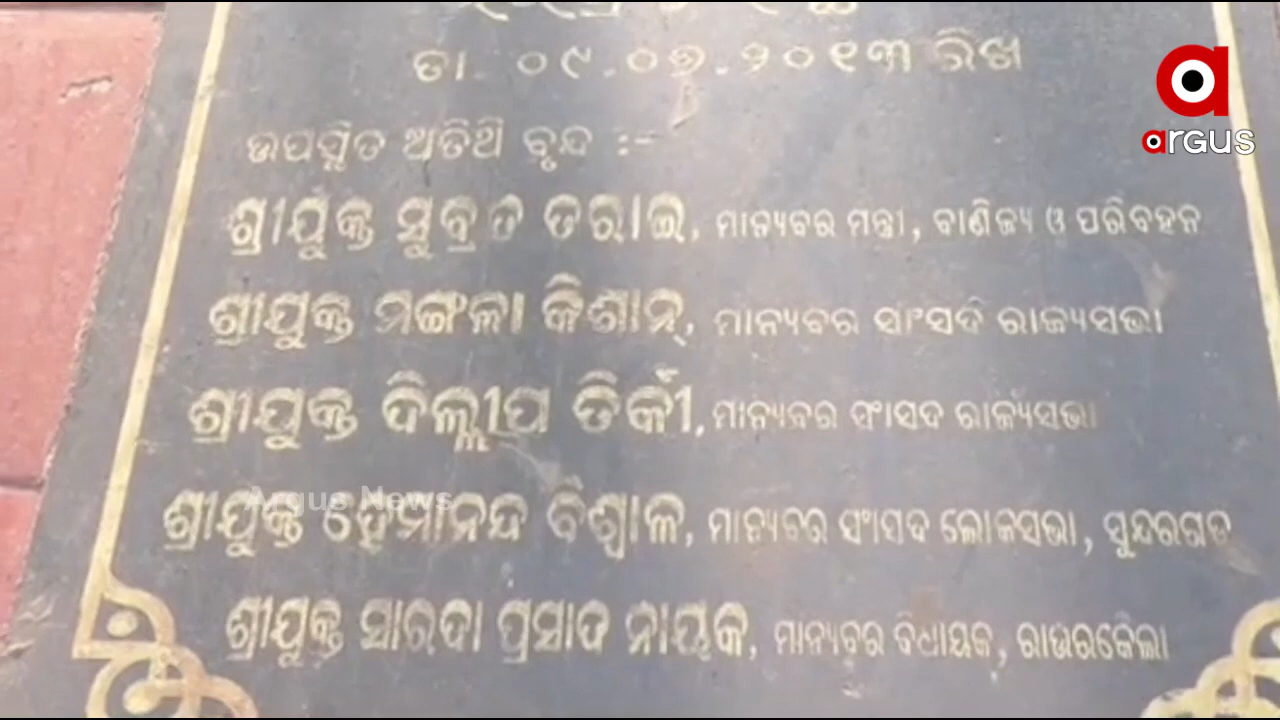 ତା. ୦୯.୦୭.୨୦୧୩ ରିଖ
ଉପସ୍ଥିତ ଅତିଥି ବୃନ୍ଦ :-
ଶ୍ରୀଯୁକ୍ତ ସୁବ୍ରତ ତରାଇ, ମାନ୍ୟବର ମନ୍ତ୍ରୀ, ବାଣିଜ୍ୟ ଓ ପରିବହନ
ଶ୍ରୀଯୁକ୍ତ ମଙ୍ଗଳା କିଶାନ୍, ମାନ୍ୟବର ସାଂସଦ ରାଜ୍ୟସଭା
ଶ୍ରୀଯୁକ୍ତ ଦିଲ୍ଲୀପ ତିର୍କୀ, ମାନ୍ୟବର ସଂାସଦ ରାଜ୍ୟସଭା
ଶ୍ରୀଯୁକ୍ତ ହେମାନନ୍ଦ ବିଶ୍ୱାଳ, ମାନ୍ୟବର ସଂାସଦ ଲୋକସଭା, ସୁନ୍ଦରଗଡ଼
ଶ୍ରୀଯୁକ୍ତ ସାରଦା ପ୍ରସାଦ ନାୟକ, ମାନ୍ୟବର ବିଧାୟକ, ରାଉରକେଲା
argus
Argus News